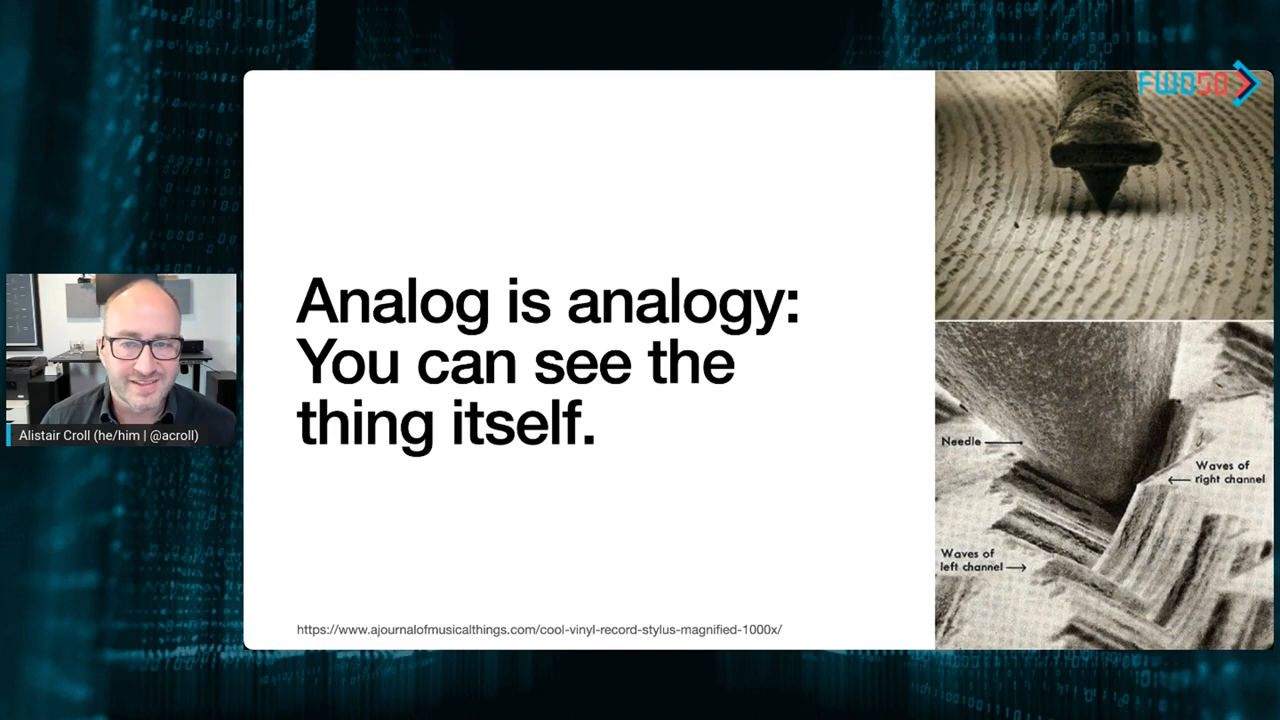 FWD50
Analog is analogy:
You can see the
thing itself.
Needle
Waves of
right channel
Waves of
left channel
Alistair Croll (he/him | @acroll)
https://www.ajournalofmusicalthings.com/cool-vinyl-record-stylus-magnified-1000x/